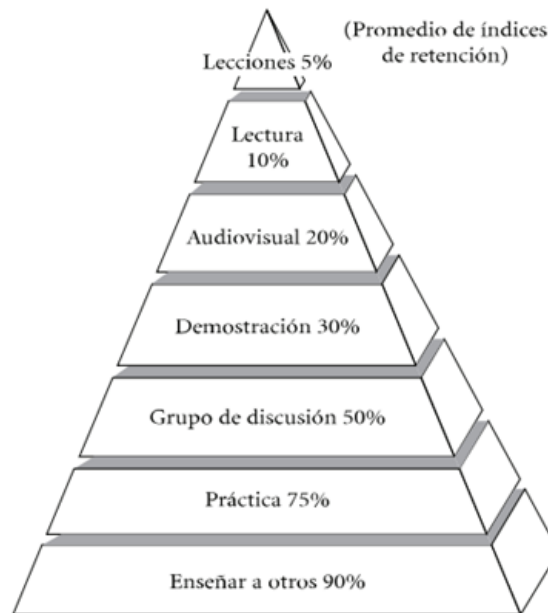 (Promedio de índices
de retención)
Lecciones 5%
Lectura
10%
Audiovisual 20%
Demostración 30%
Grupo de discusión 50%
Práctica 75%
Enseñar a otros 90%